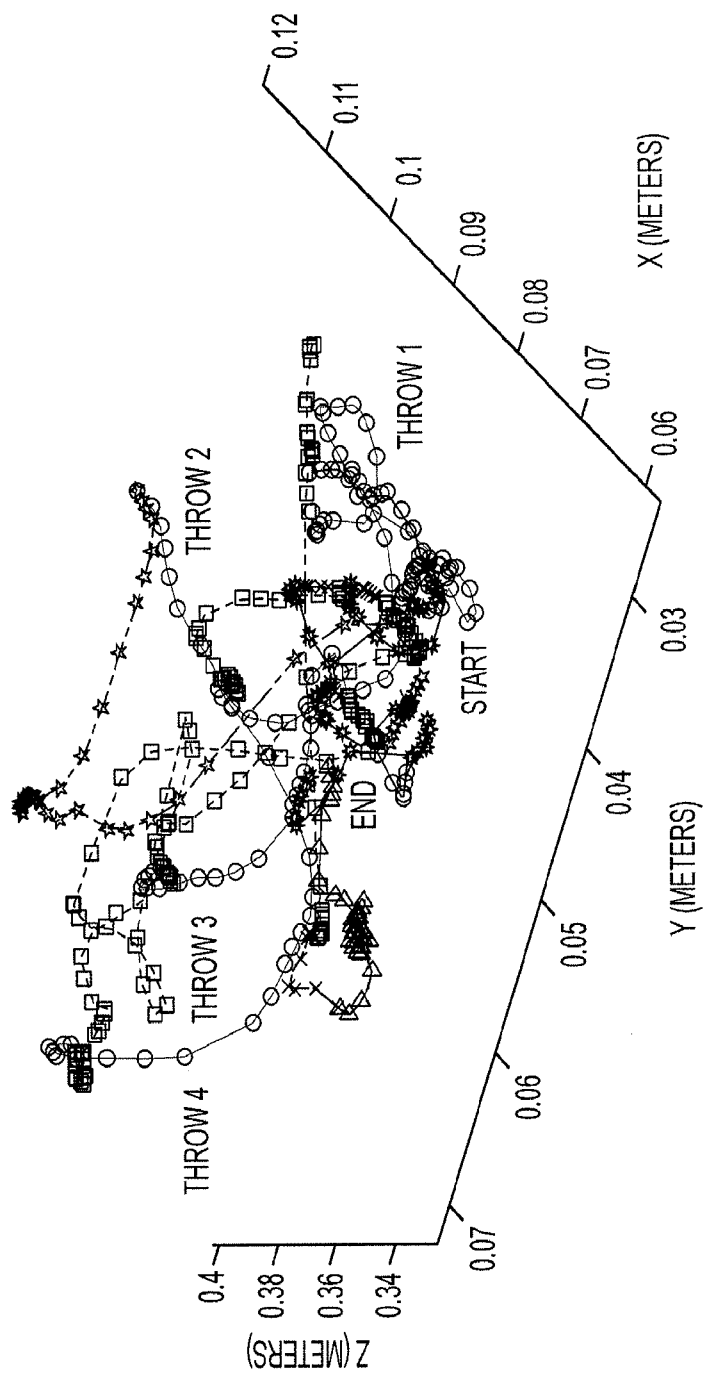 THROW 1
THROW 2
THROW 3
THROW 4
START
END
0.4
0.38
0.36
0.34
Z (METERS)
0.07
0.06
0.05
0.04
0.03
Y (METERS)
0.06
0.07
0.08
0.09
0.1
0.11
0.12
X (METERS)